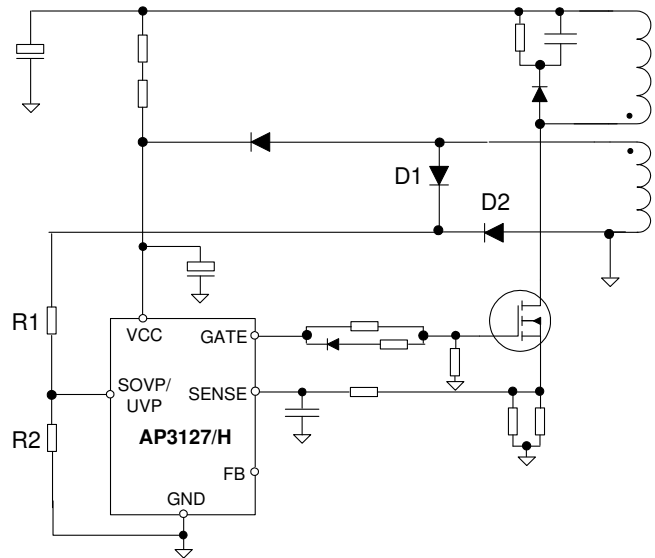 D1
D2
R1
VCC
GATE
SOVP/
UVP
SENSE
R2
AP3127/H
FB
GND